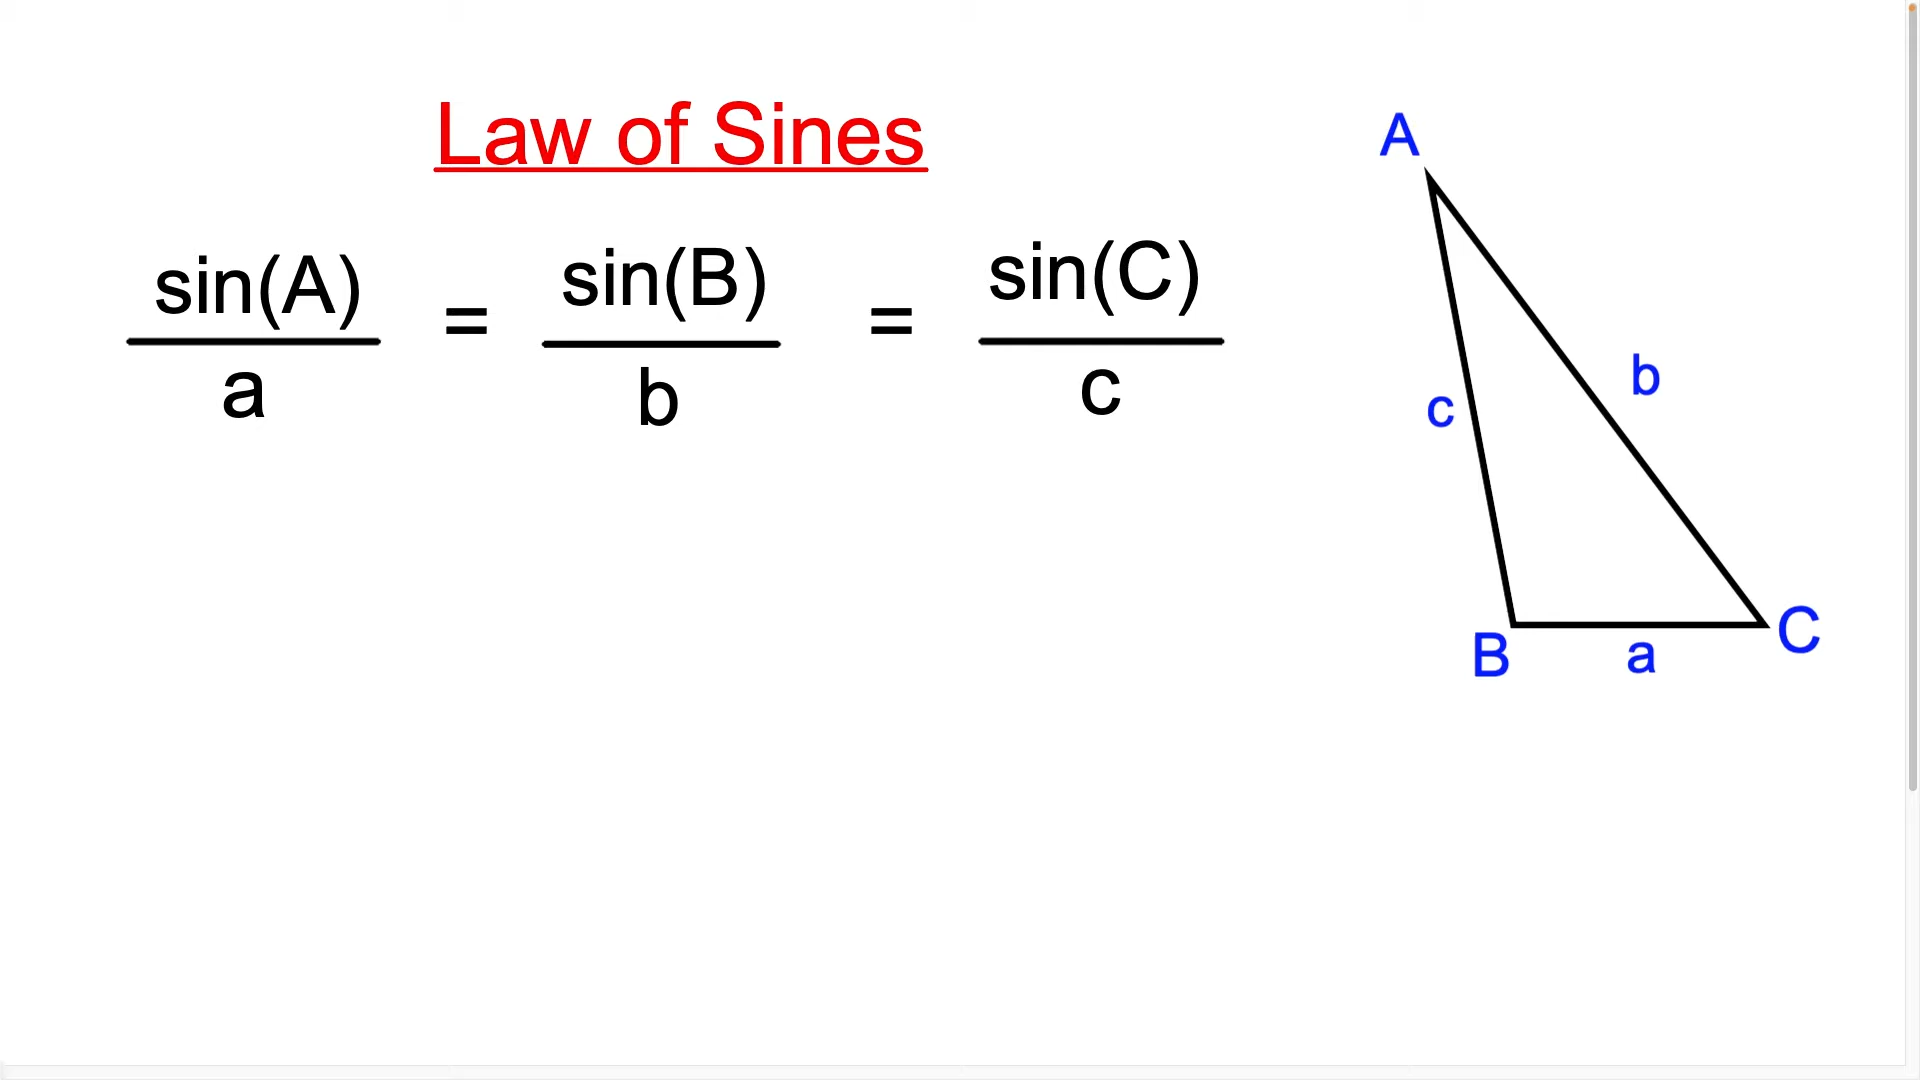 Law of Sines
sin(A) = sin(B) = sin(C)
a b c
A
c
b
B
a
C